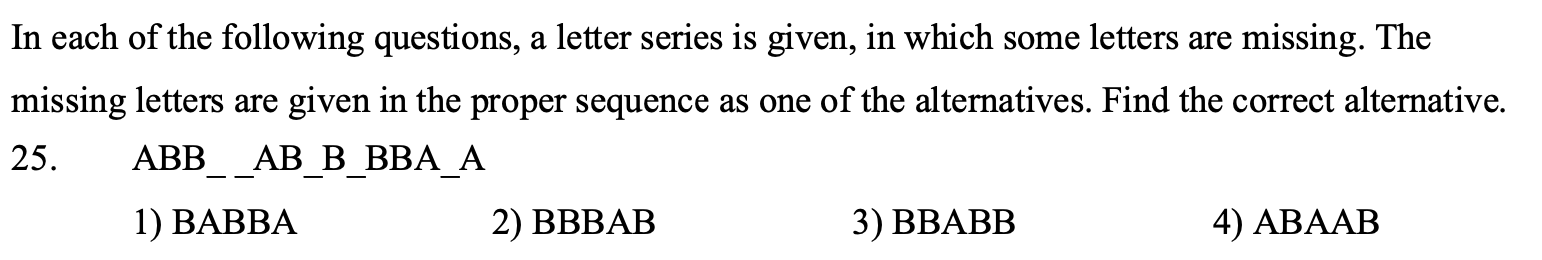 In each of the following questions, a letter series is given, in which some letters are missing. The
missing letters are given in the proper sequence as one of the alternatives. Find the correct alternative.
25. ABB_ _AB_B_BBA_A
1) BABBA 2) BBBAB 3) BBABB 4) ABAAB